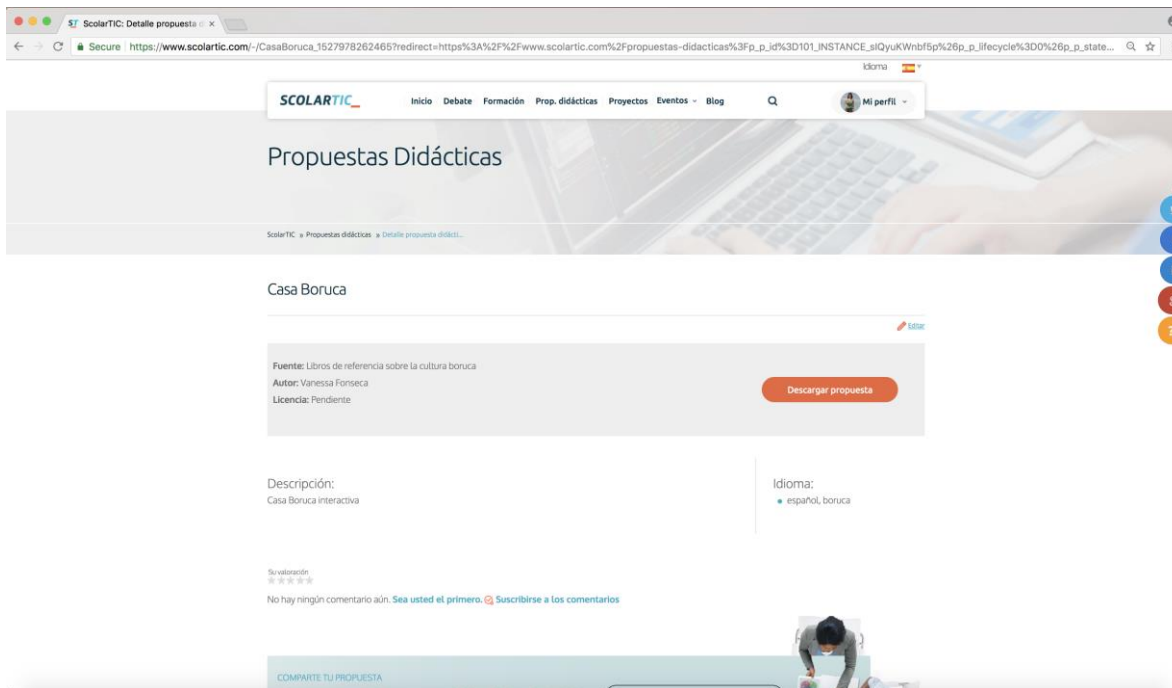 ScolarTIC: Detalle propuesta
Secure https://www.scolartic.com/-/CasaBoruca_1527978262465?redirect=https%3A%2F%2Fwww.scolartic.com%2Fpropuestas-didacticas%3Fp_p_id%3D101_INSTANCE_slQyuKWnbf5p%26p_p_lifecycle%3D0%26p_p_state...
Idioma
SCOLARTIC_ Inicio Debate Formación Prop. didácticas Proyectos Eventos Blog Mi perfil
Propuestas Didácticas
ScolarTIC » Propuestas didácticas » Detalle propuesta didácti...
Casa Boruca
Editar
Fuente: Libros de referencia sobre la cultura boruca
Autor: Vanessa Fonseca
Licencia: Pendiente
Descargar propuesta
Descripción:
Casa Boruca interactiva
Idioma:
español, boruca
Su valoración
No hay ningún comentario aún. Sea usted el primero. Suscribirse a los comentarios
COMPARTE TU PROPUESTA